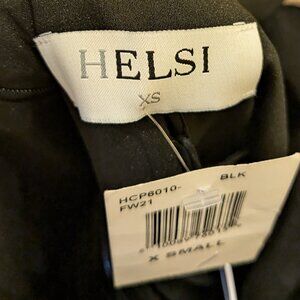 HELSI
XS
HCP6010-
BLK
FW21
X SMALL